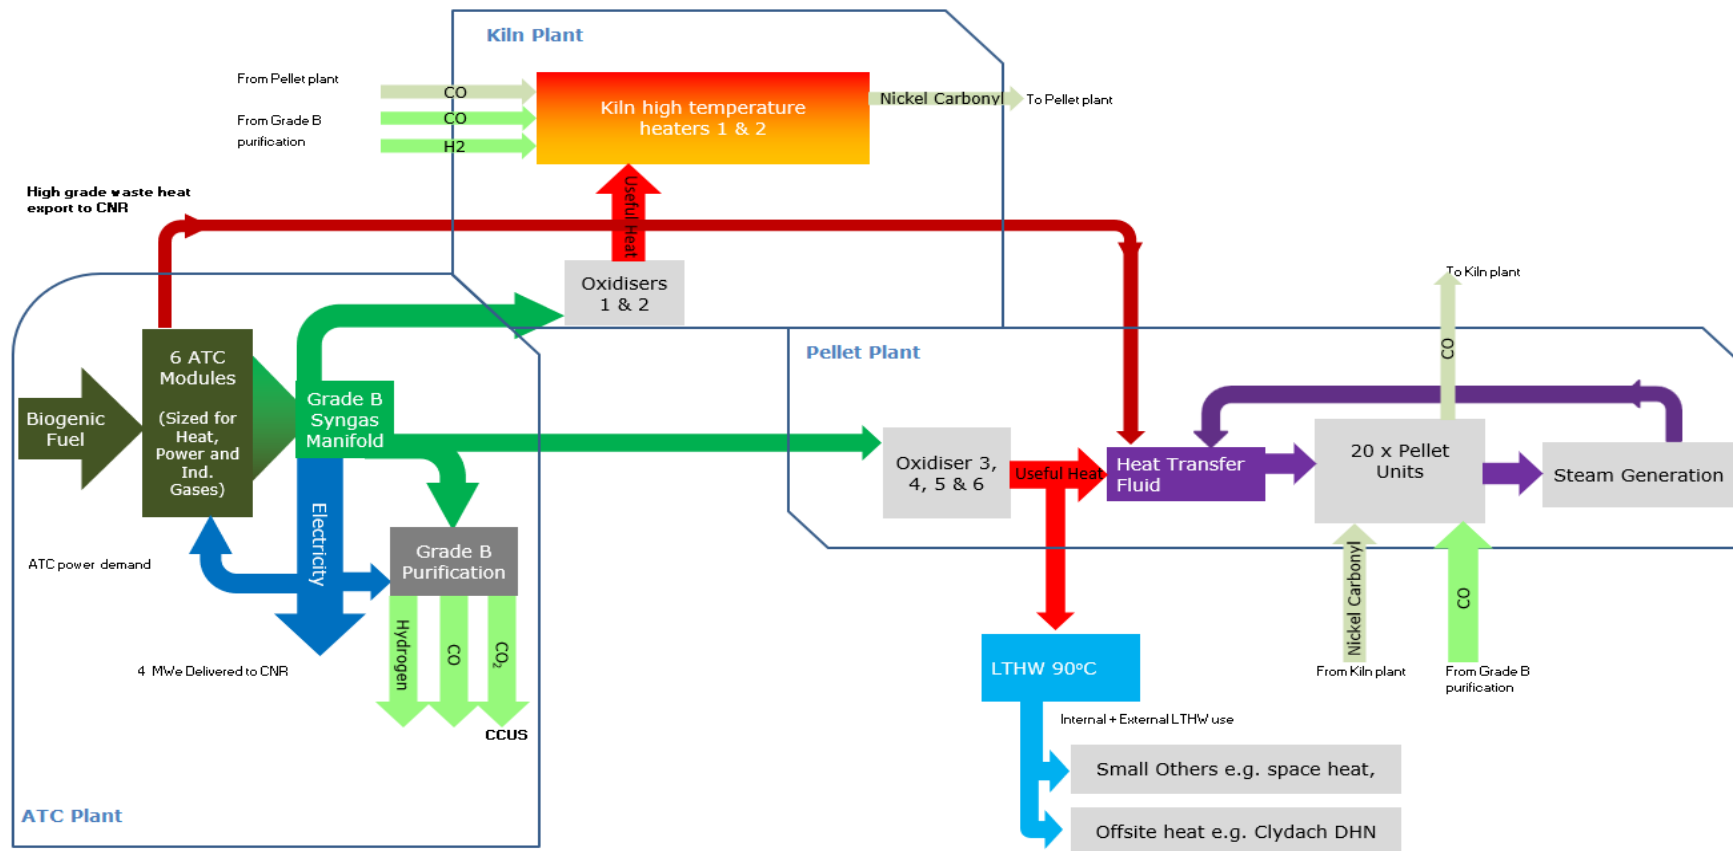 Kiln Plant
From Pellet plant
CO
From Grade B
purification
CO
H2
Kiln high temperature
heaters 1 & 2
Nickel Carbonyl
To Pellet plant
High grade waste heat
export to CNR
Useful Heat
Oxidisers
1 & 2
To Kiln plant
CO
Biogenic
Fuel
6 ATC
Modules
(Sized for
Heat,
Power and
Ind.
Gases)
Grade B
Syngas
Manifold
Electricity
ATC power demand
Grade B
Purification
Hydrogen
CO
CO₂
4 MWe Delivered to CNR
CCUS
ATC Plant
Pellet Plant
Oxidiser 3,
4, 5 & 6
Useful Heat
Heat Transfer
Fluid
20 x Pellet
Units
Steam Generation
Nickel Carbonyl
CO
From Kiln plant
From Grade B
purification
LTHW 90°C
Internal + External LTHW use
Small Others e.g. space heat,
Offsite heat e.g. Clydach DHN